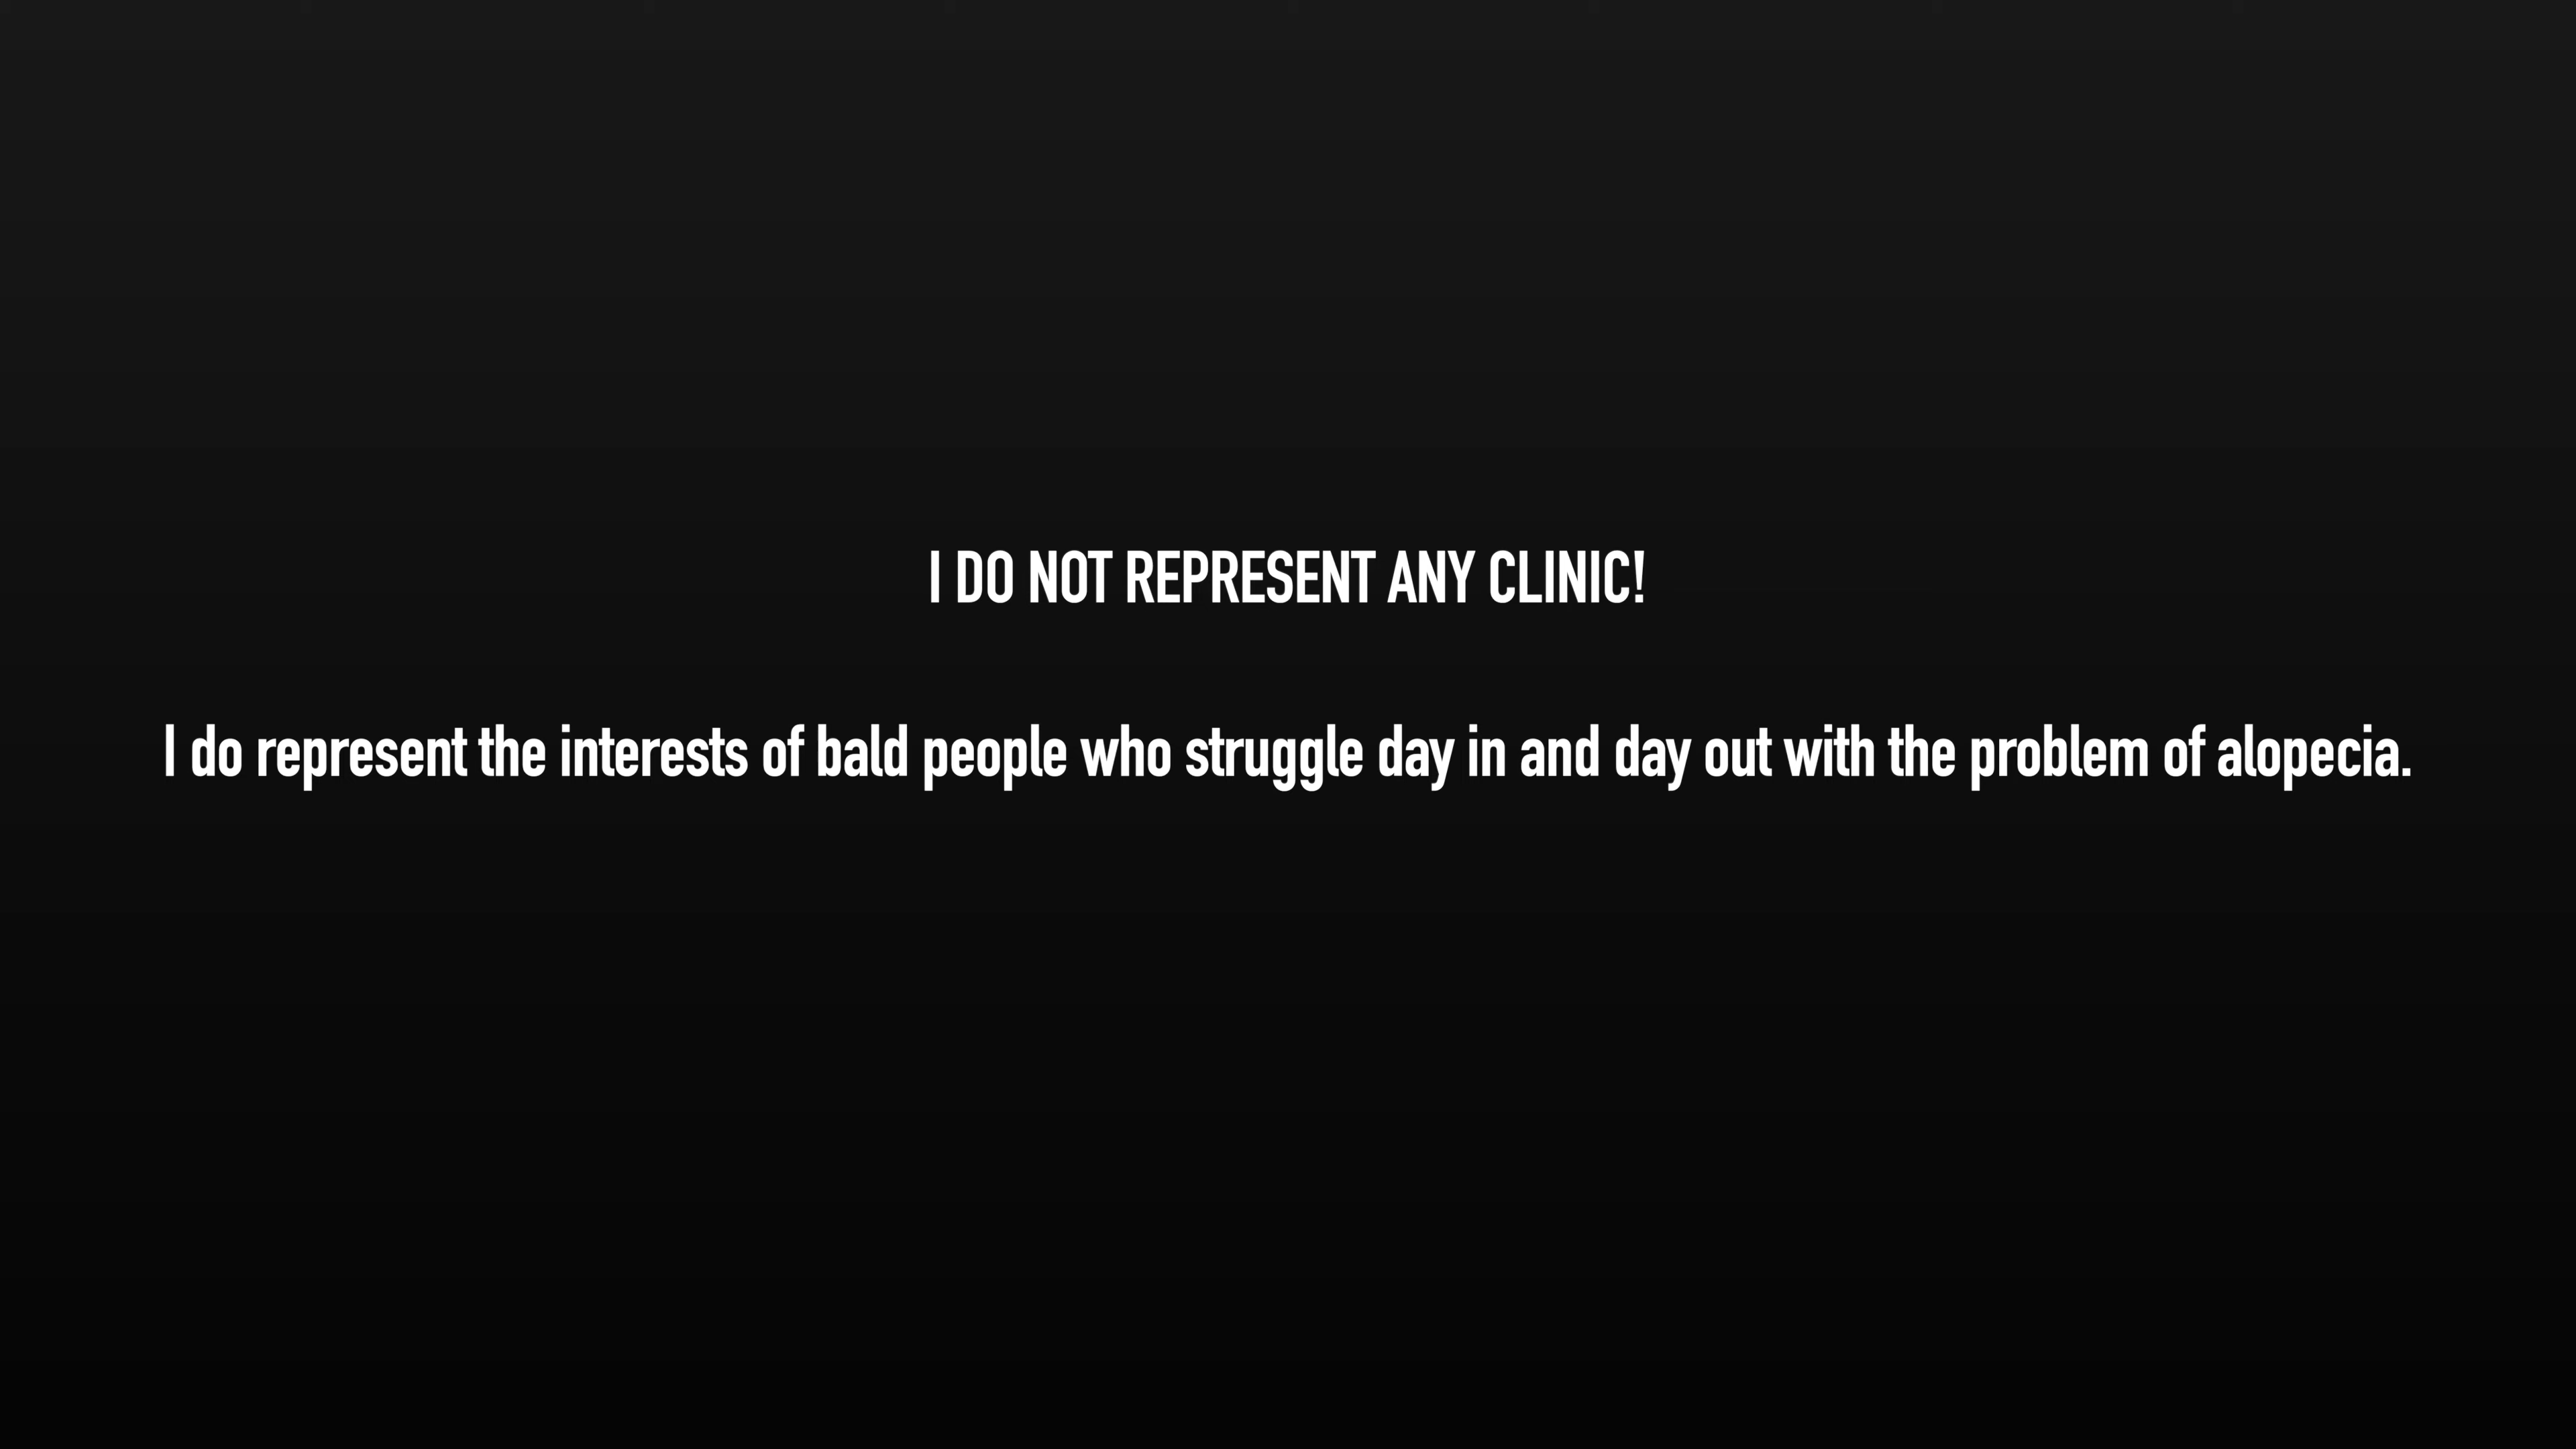 I DO NOT REPRESENT ANY CLINIC!
I do represent the interests of bald people who struggle day in and day out with the problem of alopecia.